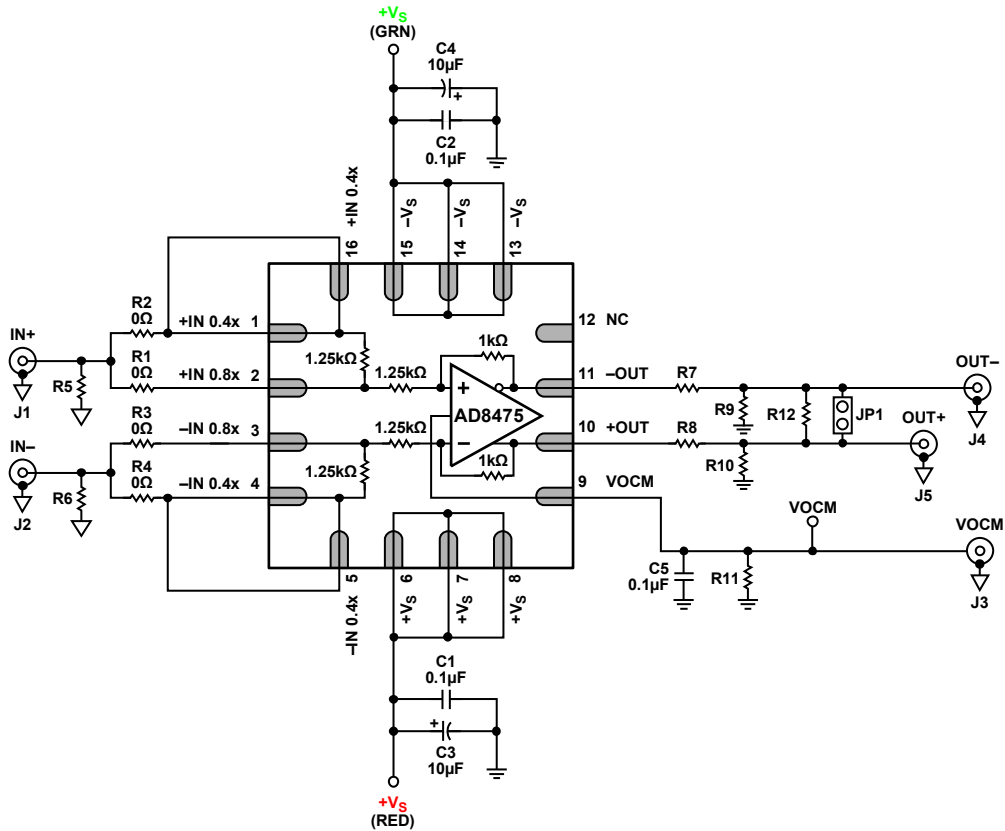 +VS
(GRN)
C4
10µF
+
C2
0.1µF
+IN 0.4x
–VS
–VS
–VS
16
15
14
13
R2
0Ω
+IN 0.4x 1
12 NC
IN+
R1
0Ω
1.25kΩ
1kΩ
R5
+IN 0.8x 2
1.25kΩ
+
11 –OUT
R7
OUT–
J1
R3
0Ω
AD8475
R9
R12
JP1
OUT+
J4
IN–
–IN 0.8x 3
1.25kΩ
–
10 +OUT
R8
R4
0Ω
1.25kΩ
1kΩ
R10
J5
R6
–IN 0.4x 4
9 VOCM
J2
VOCM
VOCM
C5
0.1µF
R11
J3
5
6
7
8
–IN 0.4x
+VS
+VS
+VS
C1
0.1µF
+
C3
10µF
+VS
(RED)